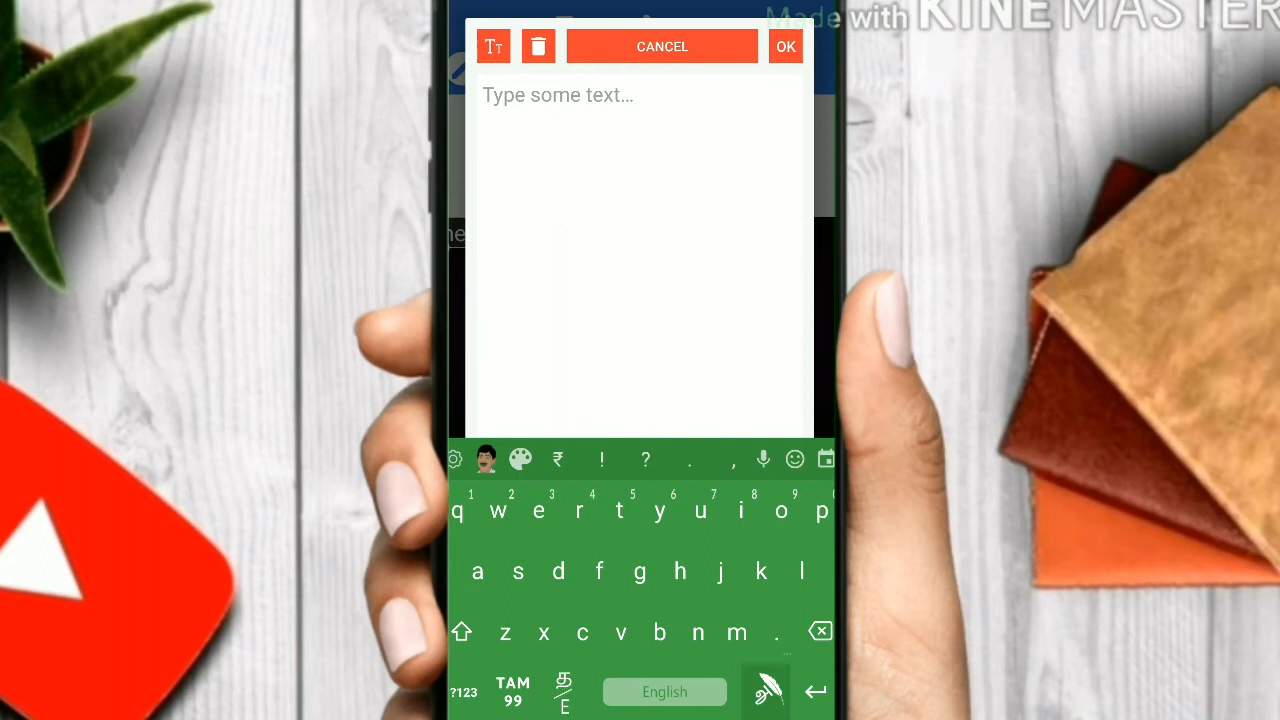 Made with KINEMASTER
TT CANCEL OK
Type some text...
₹ ! ? . ,
1 2 3 4 5 6 7 8 9
q w e r t y u i o p
a s d f g h j k l
z x c v b n m .
?123 TAM 99 த/E English அ